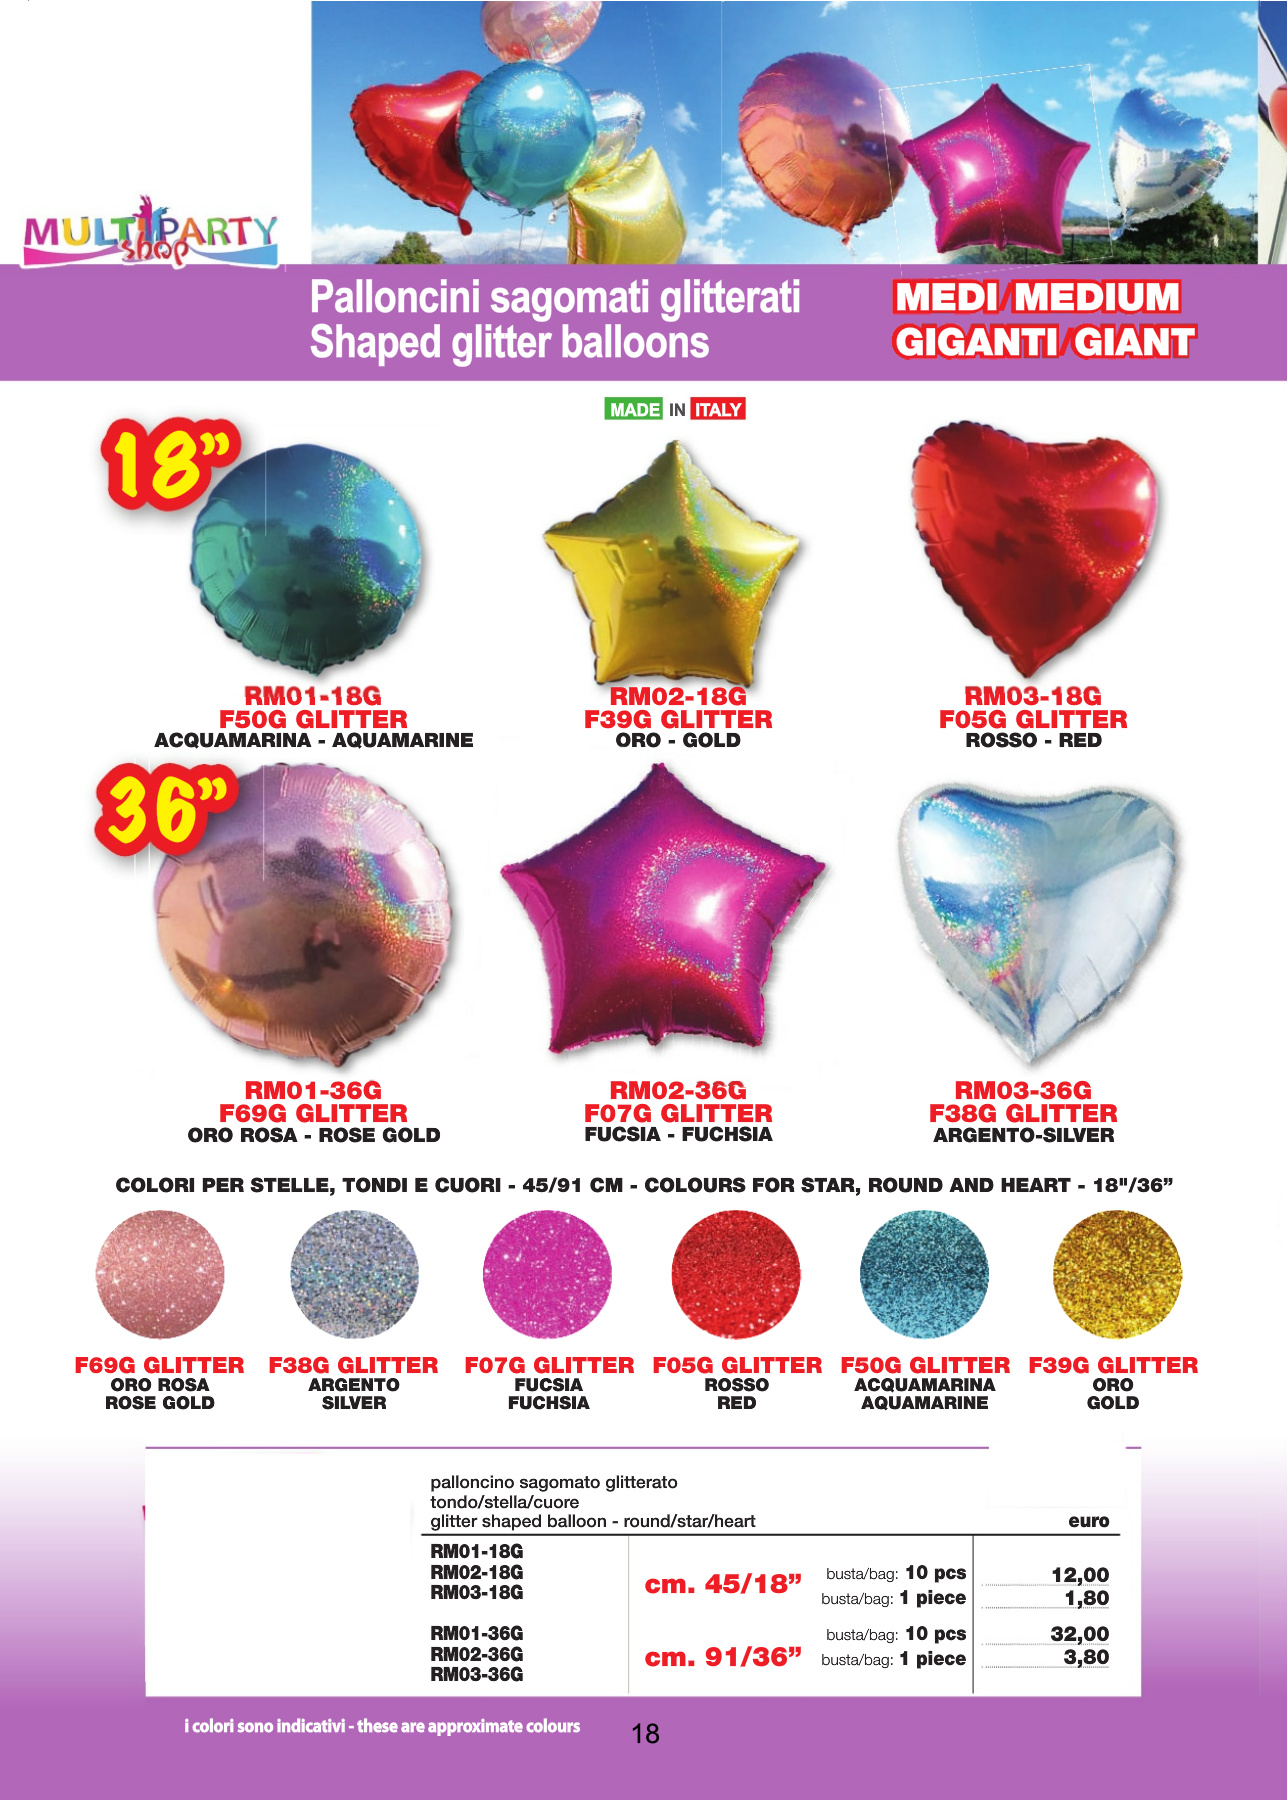 MULTIPARTY
shop
Palloncini sagomati glitterati
Shaped glitter balloons
MEDI/MEDIUM
GIGANTI/GIANT
MADE IN ITALY
18”
RM01-18G
F50G GLITTER
ACQUAMARINA - AQUAMARINE
RM02-18G
F39G GLITTER
ORO - GOLD
RM03-18G
F05G GLITTER
ROSSO - RED
36”
RM01-36G
F69G GLITTER
ORO ROSA - ROSE GOLD
RM02-36G
F07G GLITTER
FUCSIA - FUCHSIA
RM03-36G
F38G GLITTER
ARGENTO-SILVER
COLORI PER STELLE, TONDI E CUORI - 45/91 CM - COLOURS FOR STAR, ROUND AND HEART - 18"/36”
F69G GLITTER
ORO ROSA
ROSE GOLD
F38G GLITTER
ARGENTO
SILVER
F07G GLITTER
FUCSIA
FUCHSIA
F05G GLITTER
ROSSO
RED
F50G GLITTER
ACQUAMARINA
AQUAMARINE
F39G GLITTER
ORO
GOLD
palloncino sagomato glitterato
tondo/stella/cuore
glitter shaped balloon - round/star/heart euro
RM01-18G
RM02-18G
RM03-18G
cm. 45/18”
busta/bag: 10 pcs 12,00
busta/bag: 1 piece 1,80
RM01-36G
RM02-36G
RM03-36G
cm. 91/36”
busta/bag: 10 pcs 32,00
busta/bag: 1 piece 3,80
i colori sono indicativi - these are approximate colours
18